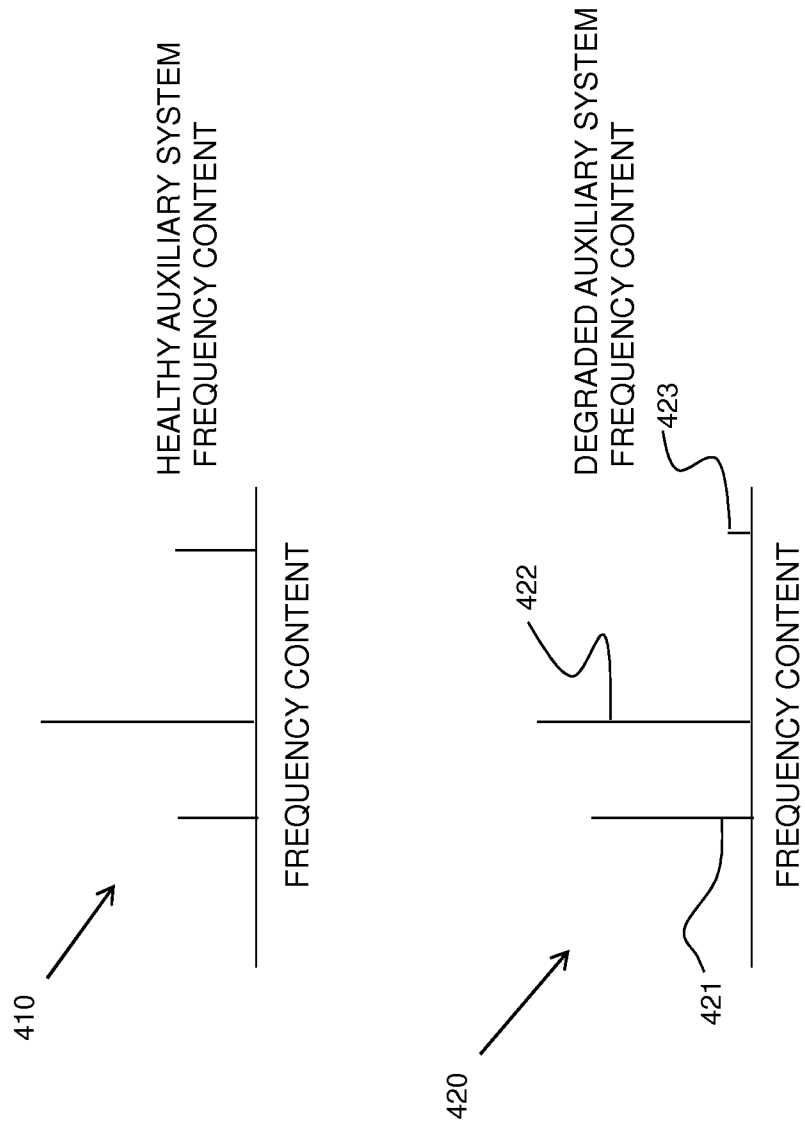 410
HEALTHY AUXILIARY SYSTEM
FREQUENCY CONTENT
FREQUENCY CONTENT
420
421
422
423
DEGRADED AUXILIARY SYSTEM
FREQUENCY CONTENT
FREQUENCY CONTENT